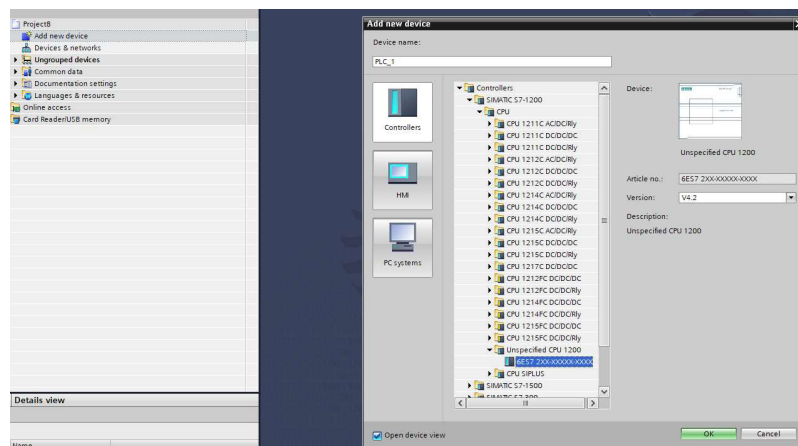 Project8
Add new device
Devices & networks
Ungrouped devices
Common data
Documentation settings
Languages & resources
Online access
Card Reader/USB memory
Details view
Name
Add new device
Device name:
PLC_1
Controllers
HMI
PC systems
Controllers
SIMATIC S7-1200
CPU
CPU 1211C AC/DC/Rly
CPU 1211C DC/DC/DC
CPU 1211C DC/DC/Rly
CPU 1212C AC/DC/Rly
CPU 1212C DC/DC/DC
CPU 1212C DC/DC/Rly
CPU 1214C AC/DC/Rly
CPU 1214C DC/DC/DC
CPU 1214C DC/DC/Rly
CPU 1215C AC/DC/Rly
CPU 1215C DC/DC/DC
CPU 1215C DC/DC/Rly
CPU 1217C DC/DC/DC
CPU 1212FC DC/DC/DC
CPU 1212FC DC/DC/Rly
CPU 1214FC DC/DC/DC
CPU 1214FC DC/DC/Rly
CPU 1215FC DC/DC/DC
CPU 1215FC DC/DC/Rly
Unspecified CPU 1200
6ES7 2XX-XXXXX-XXXX
CPU SIPLUS
SIMATIC S7-1500
SIMATIC S7-300
Device:
Unspecified CPU 1200
Article no.:
6ES7 2XX-XXXXX-XXXX
Version:
V4.2
Description:
Unspecified CPU 1200
Open device view
OK
Cancel